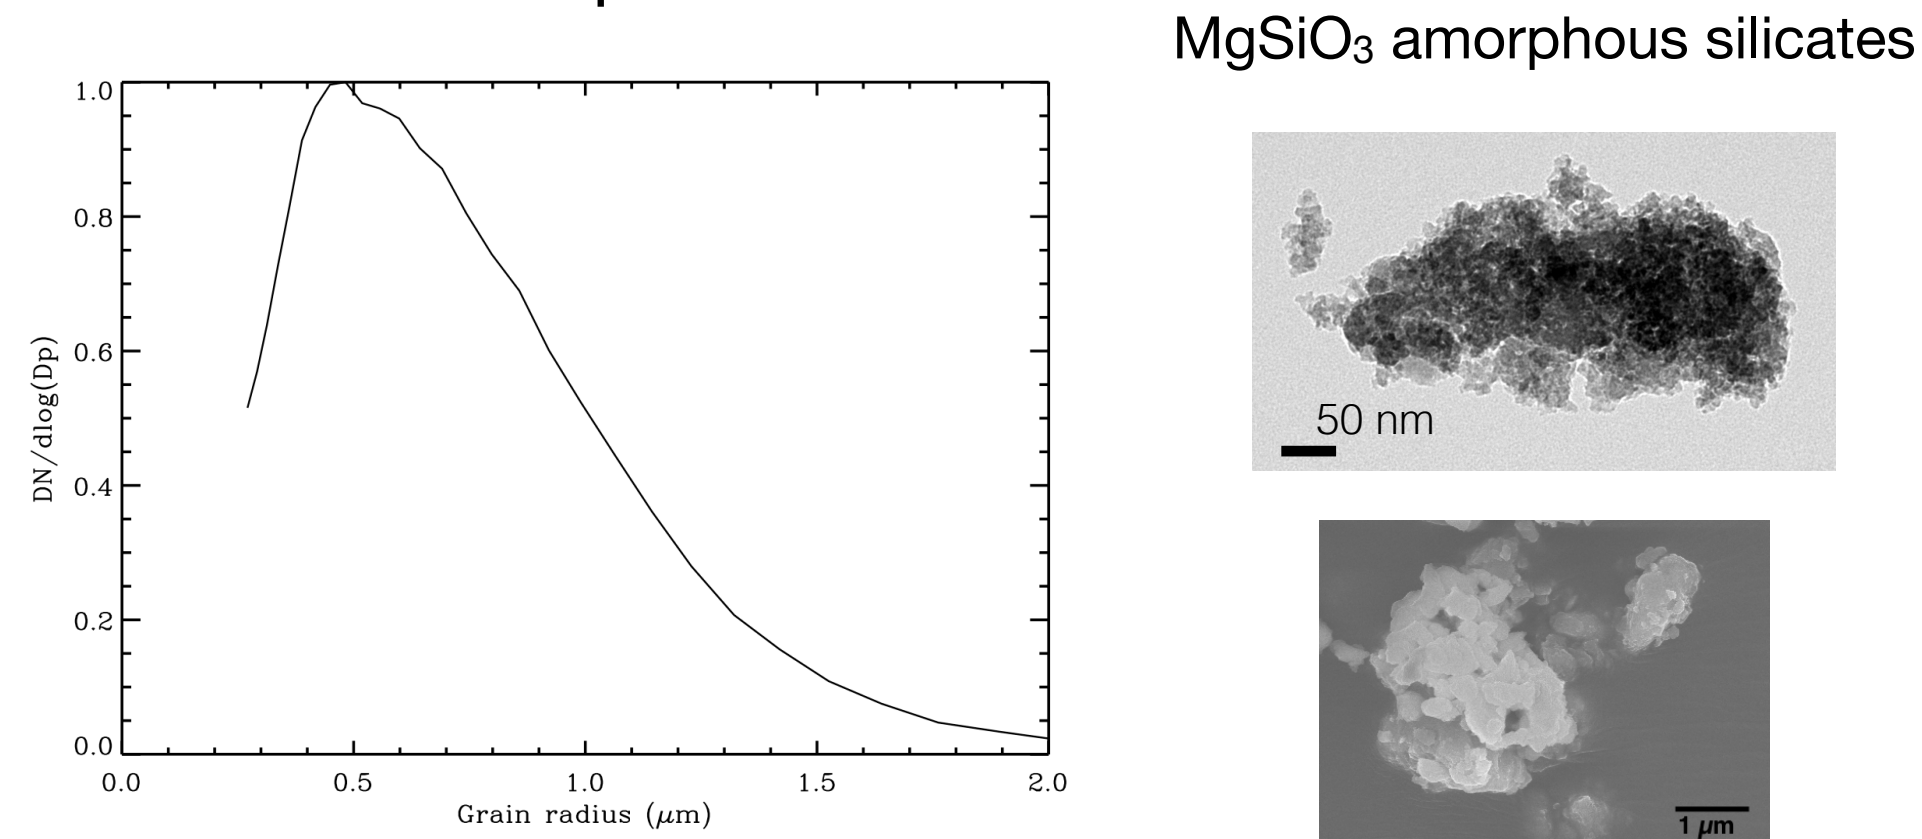 MgSiO₃ amorphous silicates
1.0
0.8
0.6
0.4
0.2
0.0
DN/dlog(Dp)
0.0 0.5 1.0 1.5 2.0
Grain radius (μm)
50 nm
1 μm